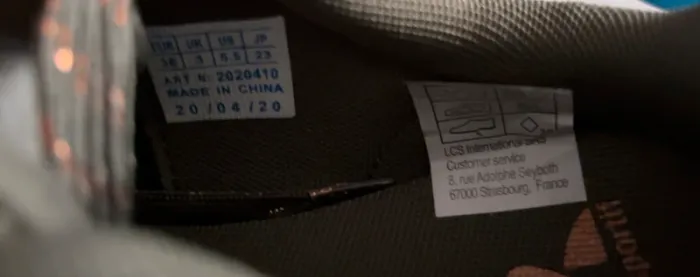 EUR UK US JP
36 3 5.5 23
ART N: 2020410
MADE IN CHINA
20/04/20
LCS International
Customer service
8, rue Adolphe Seyboth
67000 Strasbourg, France